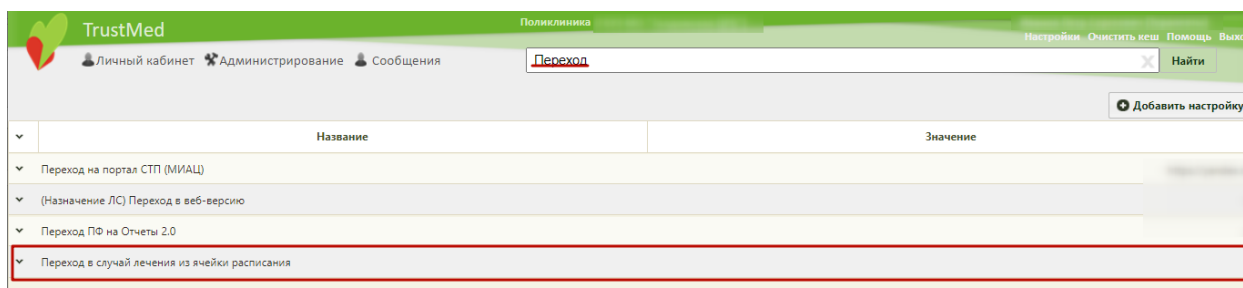 TrustMed
Поликлиника
Настройки Очистить кеш Помощь Выхо
Личный кабинет Администрирование Сообщения
Переход
Найти
Добавить настройку
Название Значение
Переход на портал СТП (МИАЦ)
(Назначение ЛС) Переход в веб-версию
Переход ПФ на Отчеты 2.0
Переход в случай лечения из ячейки расписания